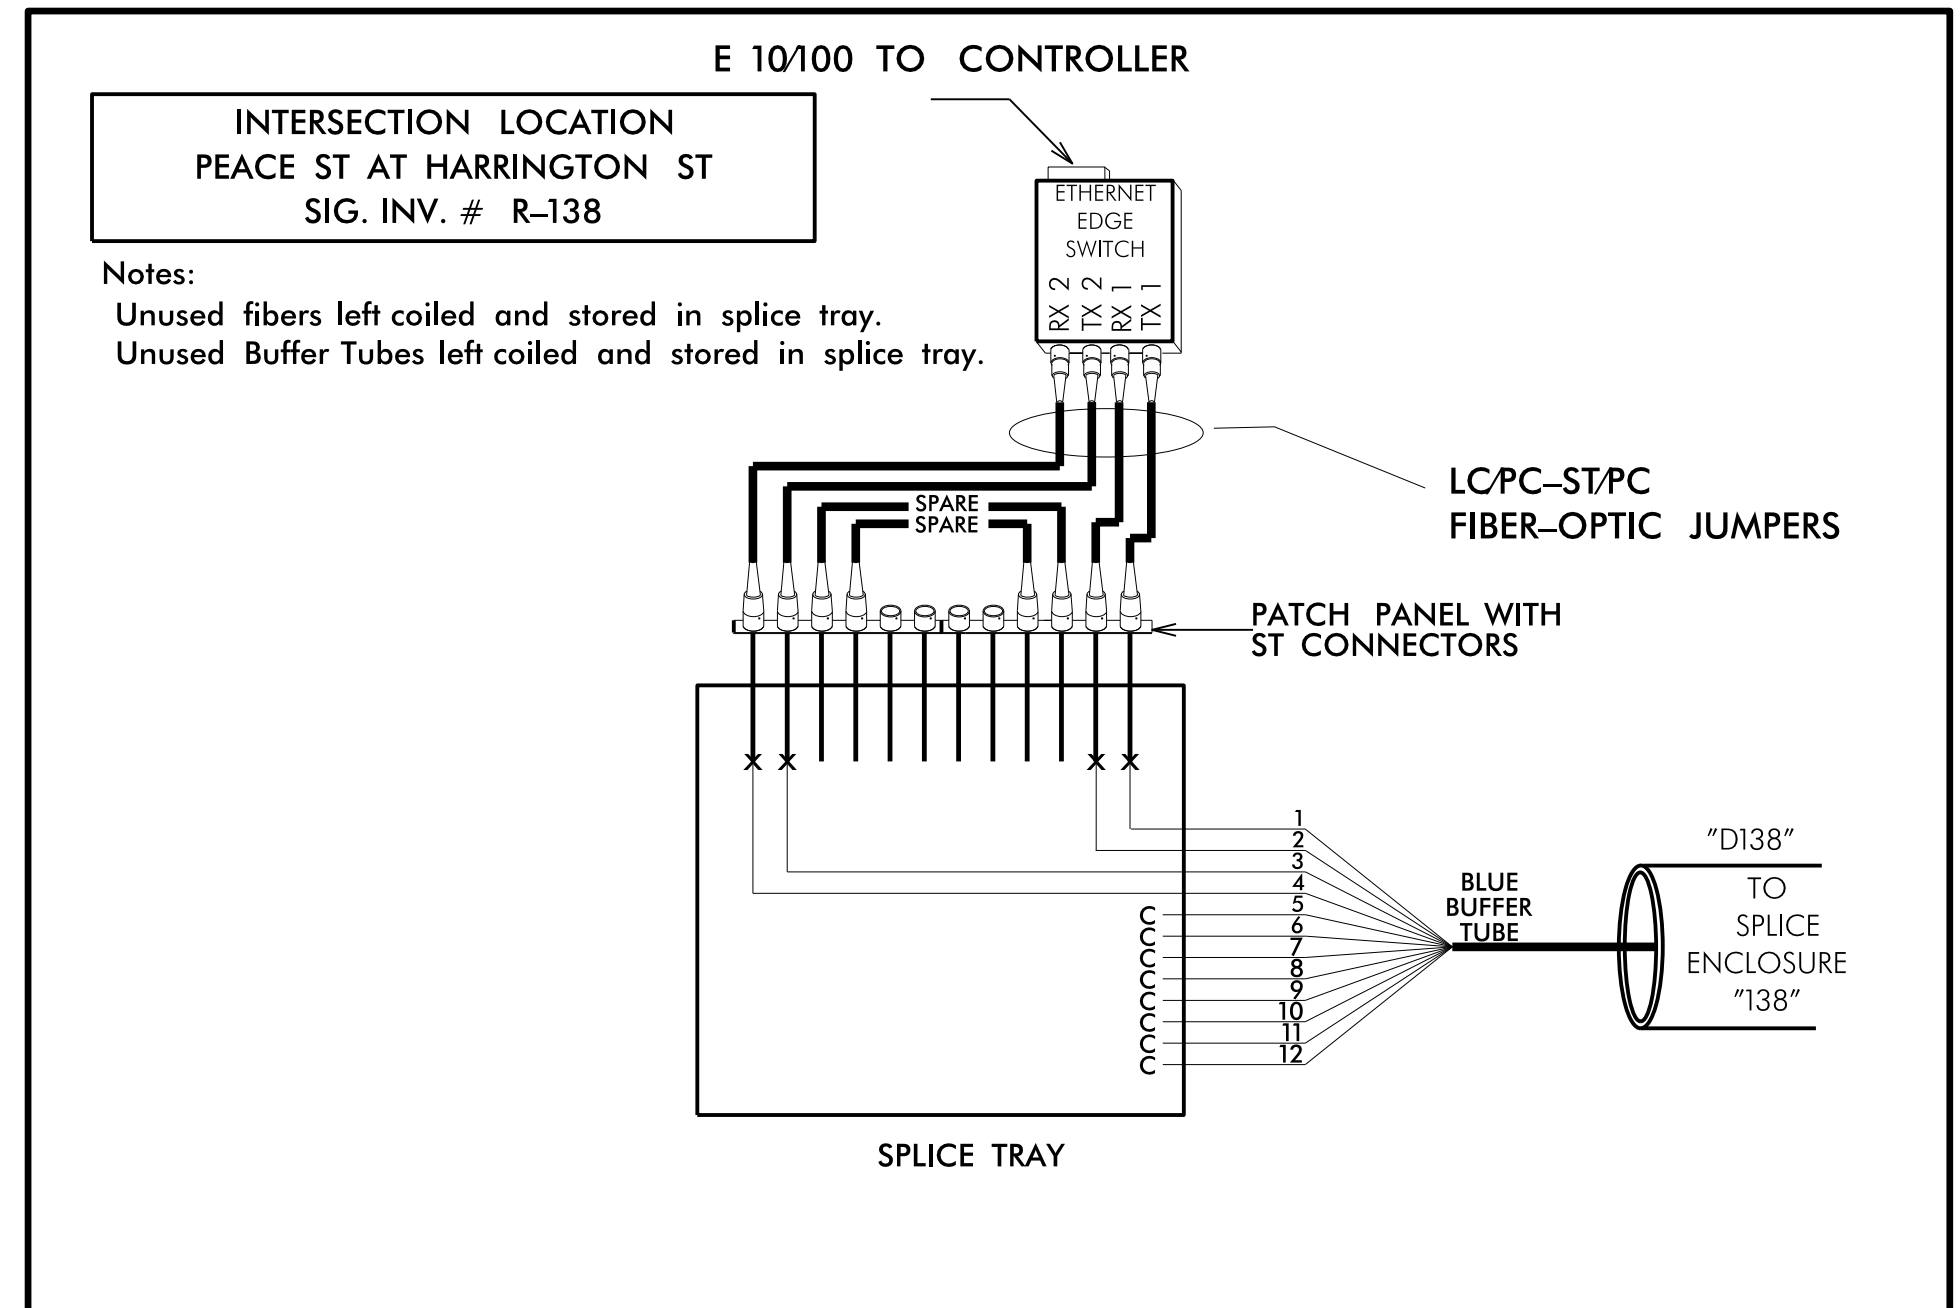 E 10/100 TO CONTROLLER
INTERSECTION LOCATION
PEACE ST AT HARRINGTON ST
SIG. INV. # R–138
Notes:
Unused fibers left coiled and stored in splice tray.
Unused Buffer Tubes left coiled and stored in splice tray.
ETHERNET
EDGE
SWITCH
RX 2
TX 2
RX 1
TX 1
LC/PC–ST/PC
FIBER–OPTIC JUMPERS
SPARE
SPARE
PATCH PANEL WITH
ST CONNECTORS
X X X X
1
2
3
4
C 5
C 6
C 7
C 8
C 9
C 10
C 11
C 12
BLUE
BUFFER
TUBE
"D138"
TO
SPLICE
ENCLOSURE
"138"
SPLICE TRAY